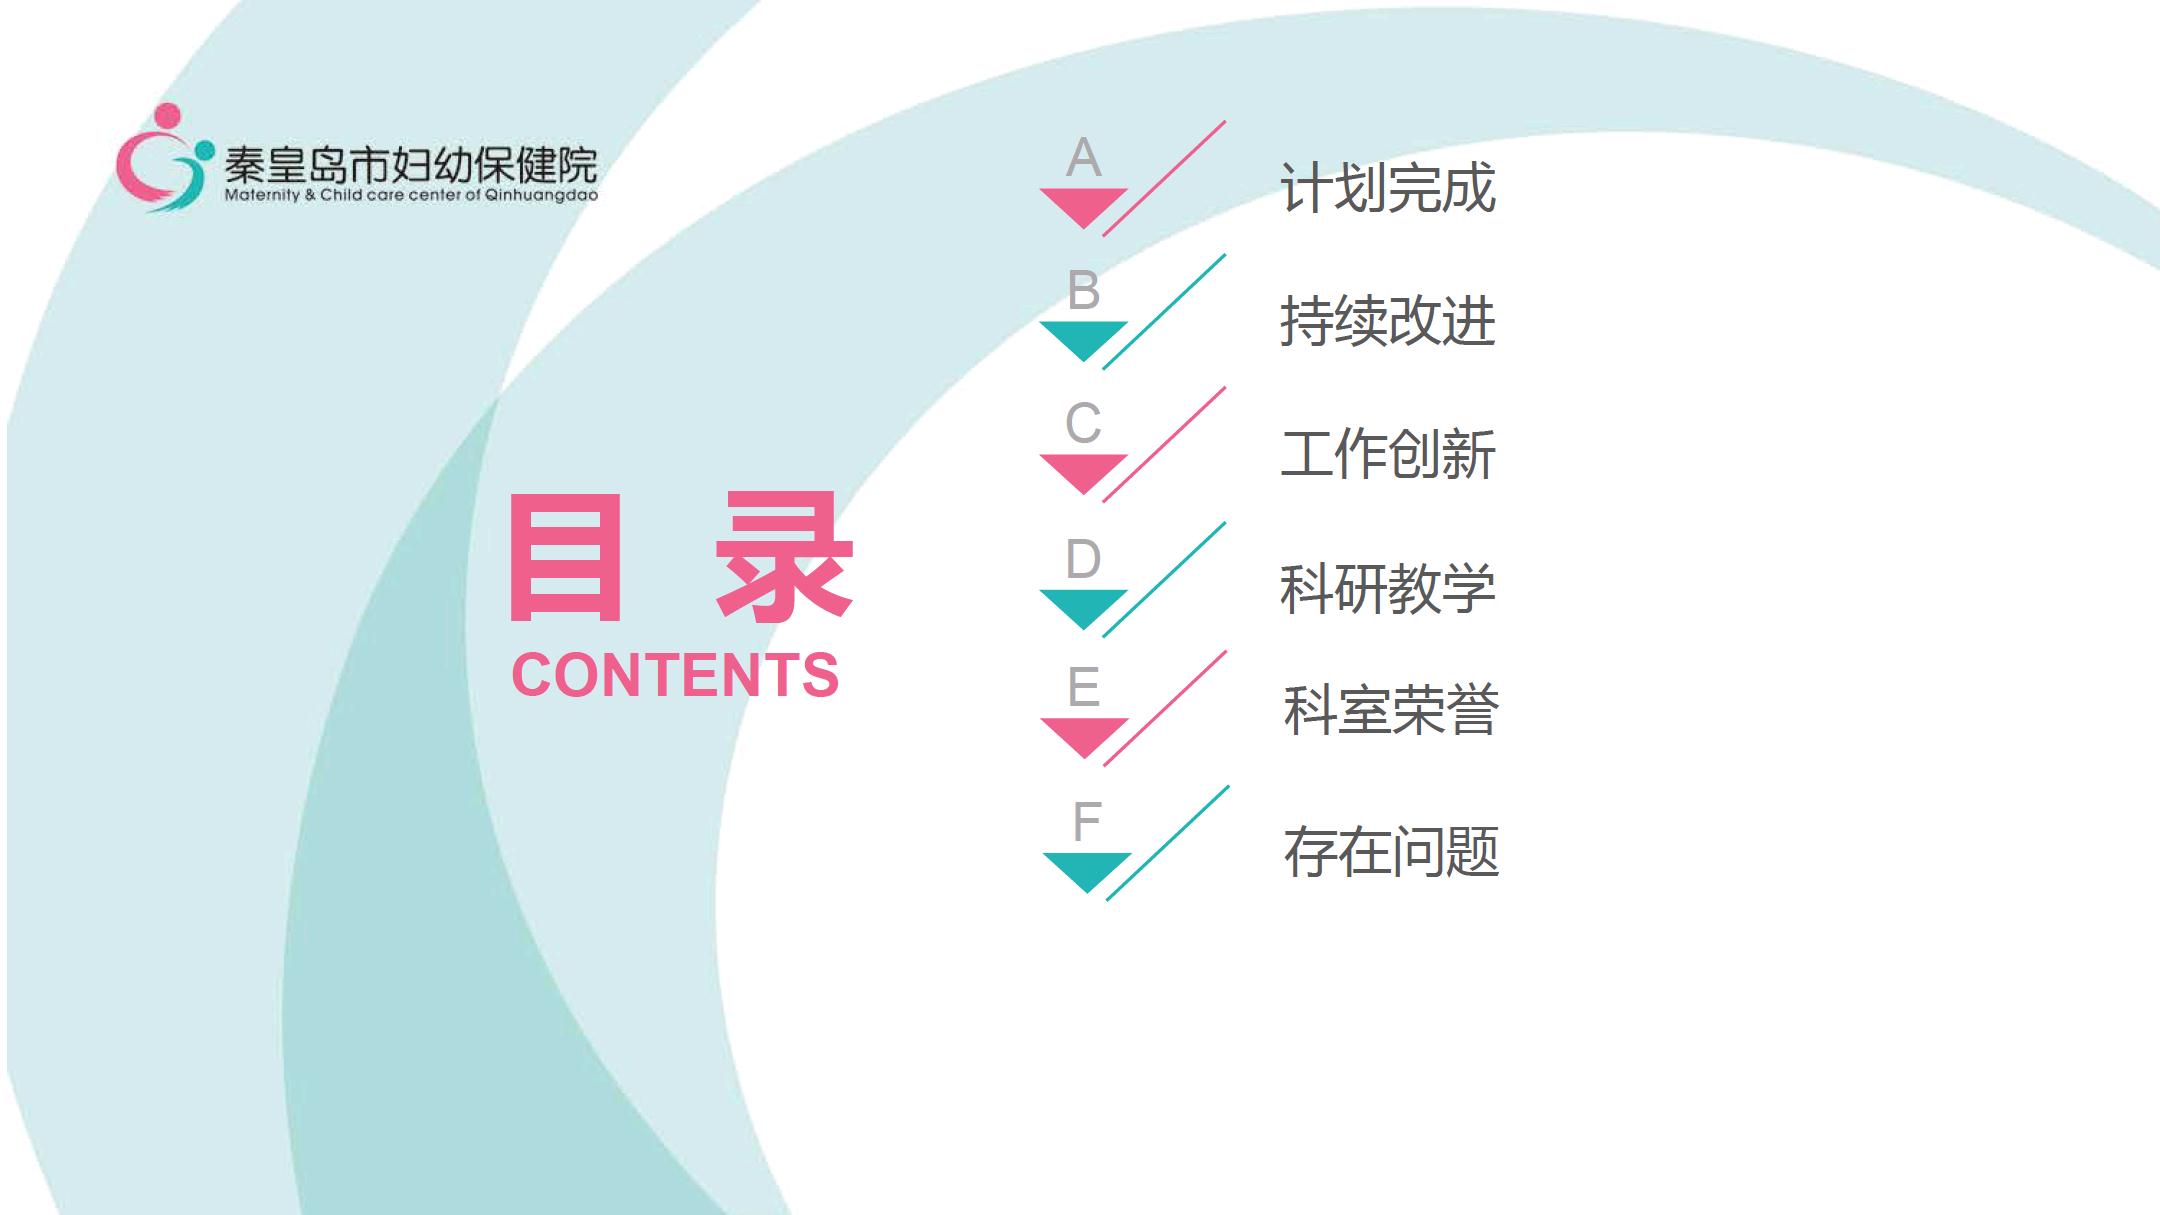 秦皇岛市妇幼保健院
Maternity & Child care center of Qinhuangdao
目 录
CONTENTS
A
计划完成
B
持续改进
C
工作创新
D
科研教学
E
科室荣誉
F
存在问题